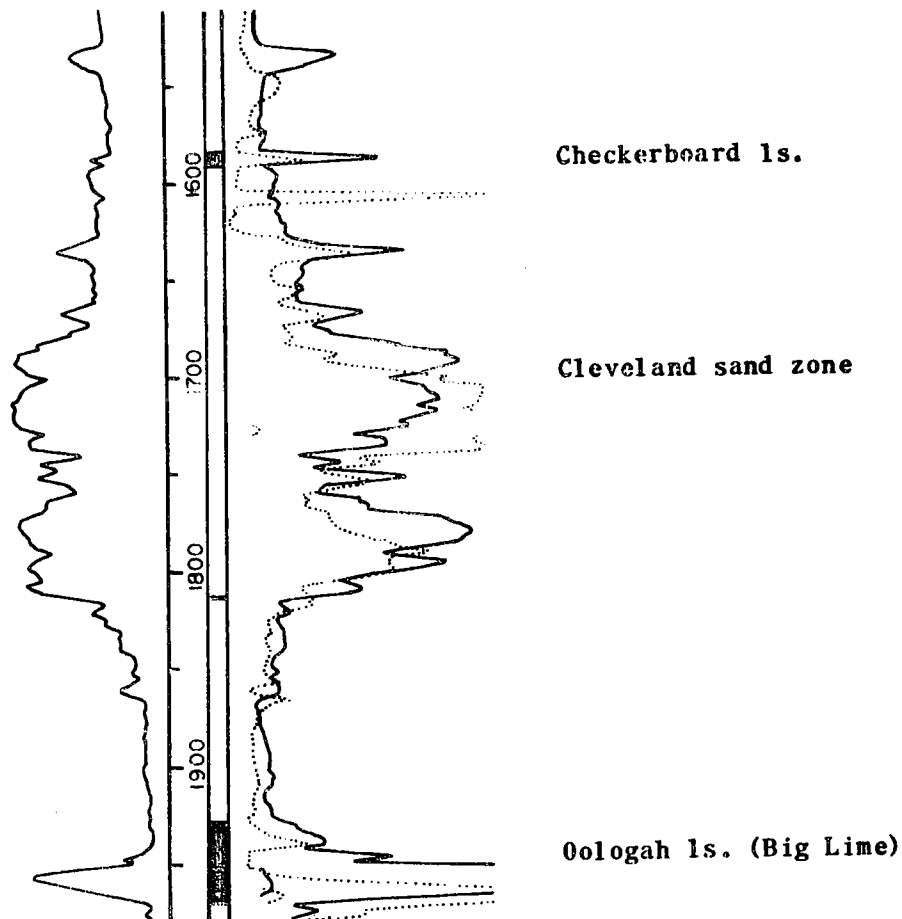 Checkerboard ls.
1600
Cleveland sand zone
1700
1800
1900
Oologah ls. (Big Lime)